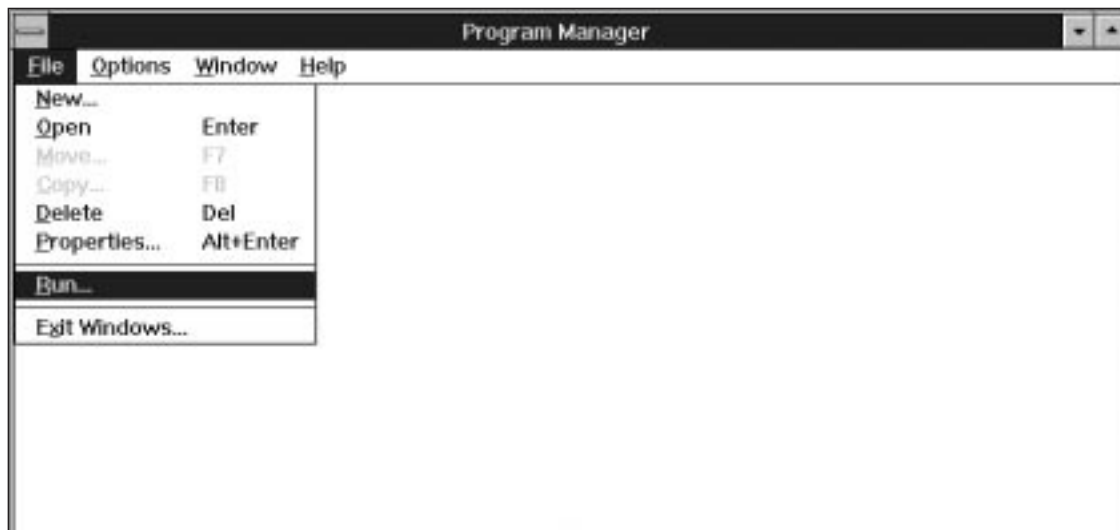 Program Manager
File Options Window Help
New...
Open Enter
Move... F7
Copy... F8
Delete Del
Properties... Alt+Enter
Run...
Exit Windows...